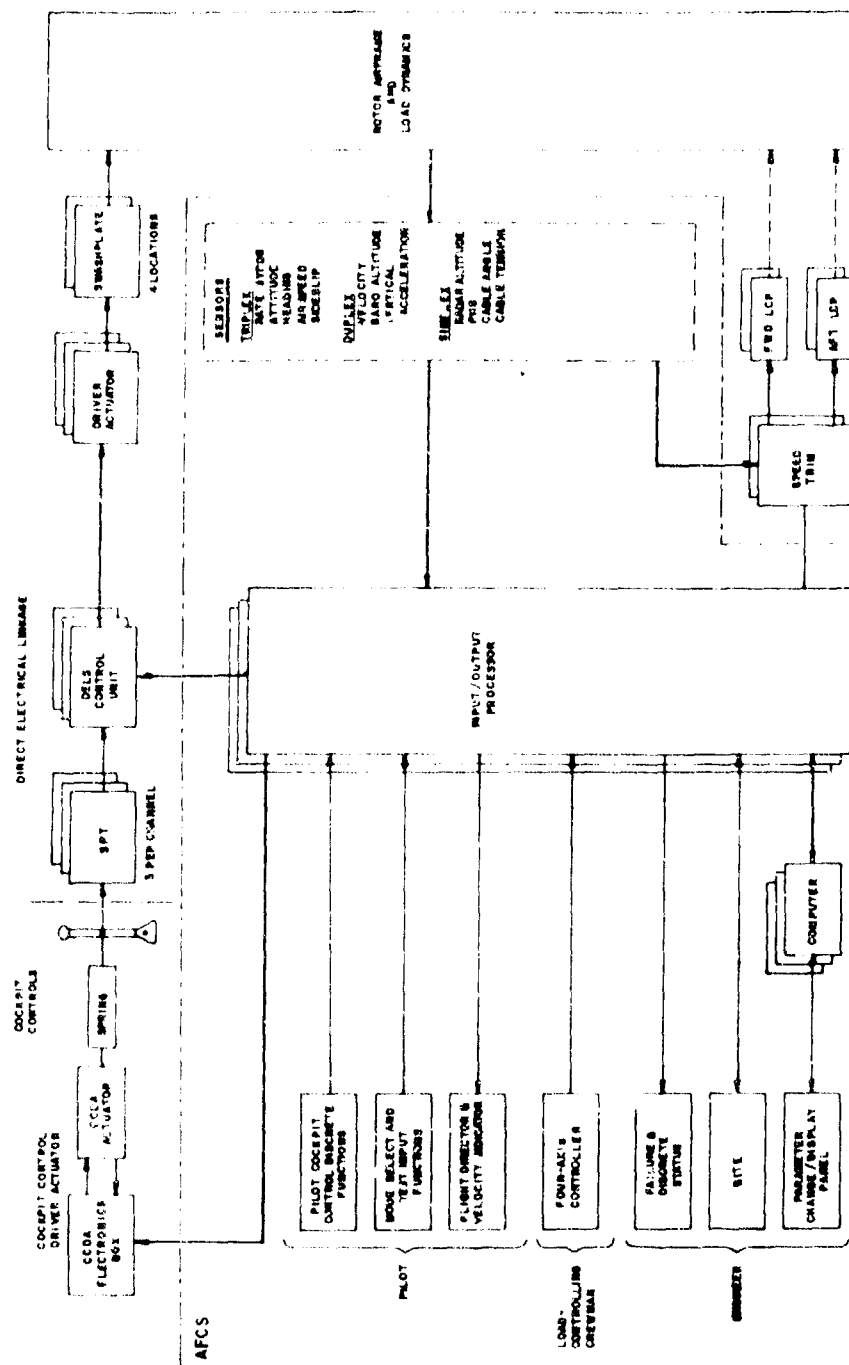 COCKPIT CONTROL
DRIVER ACTUATOR
CCDA
ELECTRONICS
BOX
CCDA
ACTUATOR
SPRING
COCKPIT
CONTROLS
DIRECT ELECTRICAL LINKAGE
SPT
3 PER CHANNEL
DELS
CONTROL
UNIT
DRIVER
ACTUATOR
SWASHPLATE
4 LOCATIONS
AFCS
ROTOR AIRFRAME
AND
LOAD DYNAMICS
SENSORS
TRIPLEX
RATE GYROS
ATTITUDE
HEADING
AIRSPEED
SIDESLIP
DUPLEX
VELOCITY
BARO ALTITUDE
VERTICAL
ACCELERATION
SIMPLEX
RADAR ALTITUDE
PHS
CABLE ANGLE
CABLE TENSION
INPUT/OUTPUT
PROCESSOR
SPEED
TRIM
FWD LCP
AFT LCP
PILOT
PILOT COCKPIT
CONTROL DISCRETE
FUNCTIONS
MODE SELECT AND
TEST INPUT
FUNCTIONS
FLIGHT DIRECTOR &
VELOCITY INDICATOR
LOAD-
CONTROLLING
CREWMAN
FOUR-AXIS
CONTROLLER
ENGINEER
FAILURE &
DISCRETE
STATUS
BITE
PARAMETER
CHANGE/DISPLAY
PANEL
COMPUTER